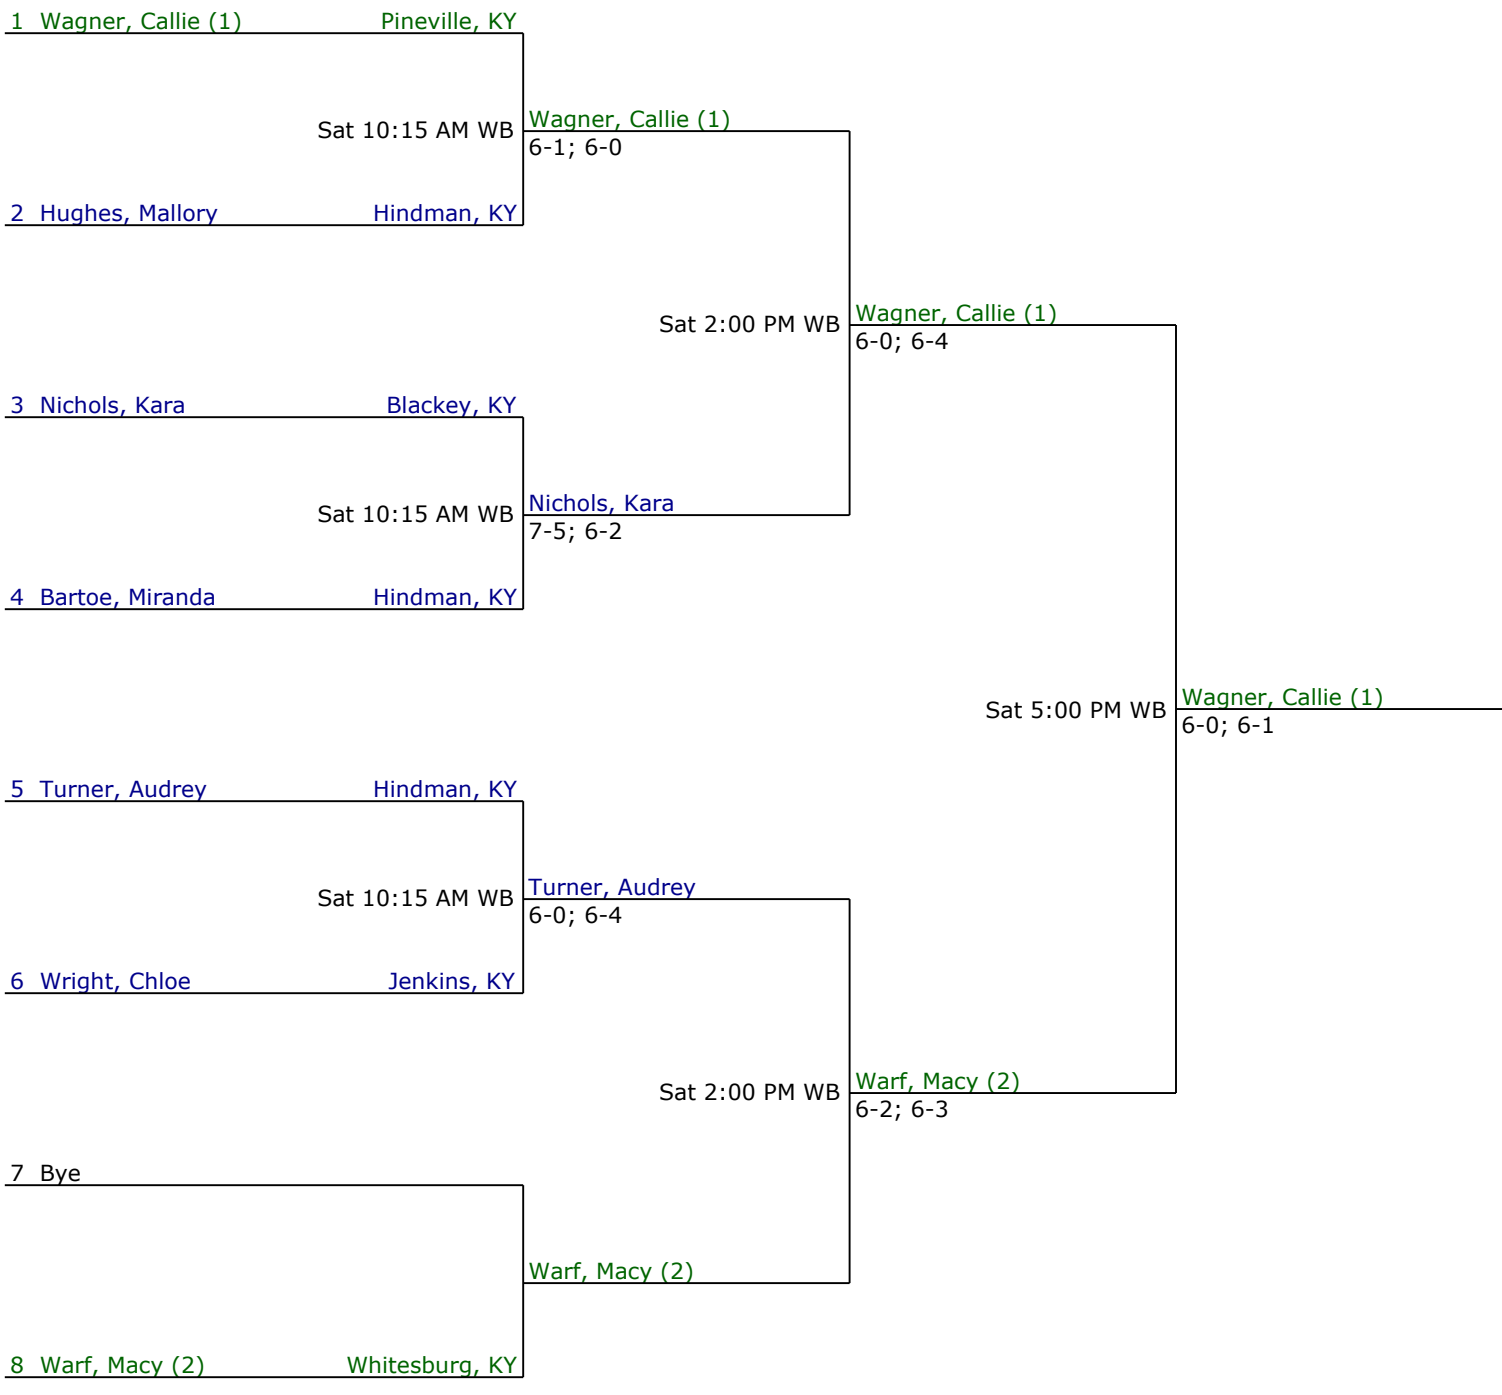 1 Wagner, Callie (1) Pineville, KY
Sat 10:15 AM WB
Wagner, Callie (1)
6-1; 6-0
2 Hughes, Mallory Hindman, KY
Sat 2:00 PM WB
Wagner, Callie (1)
6-0; 6-4
3 Nichols, Kara Blackey, KY
Sat 10:15 AM WB
Nichols, Kara
7-5; 6-2
4 Bartoe, Miranda Hindman, KY
Sat 5:00 PM WB
Wagner, Callie (1)
6-0; 6-1
5 Turner, Audrey Hindman, KY
Sat 10:15 AM WB
Turner, Audrey
6-0; 6-4
6 Wright, Chloe Jenkins, KY
Sat 2:00 PM WB
Warf, Macy (2)
6-2; 6-3
7 Bye
Warf, Macy (2)
8 Warf, Macy (2) Whitesburg, KY